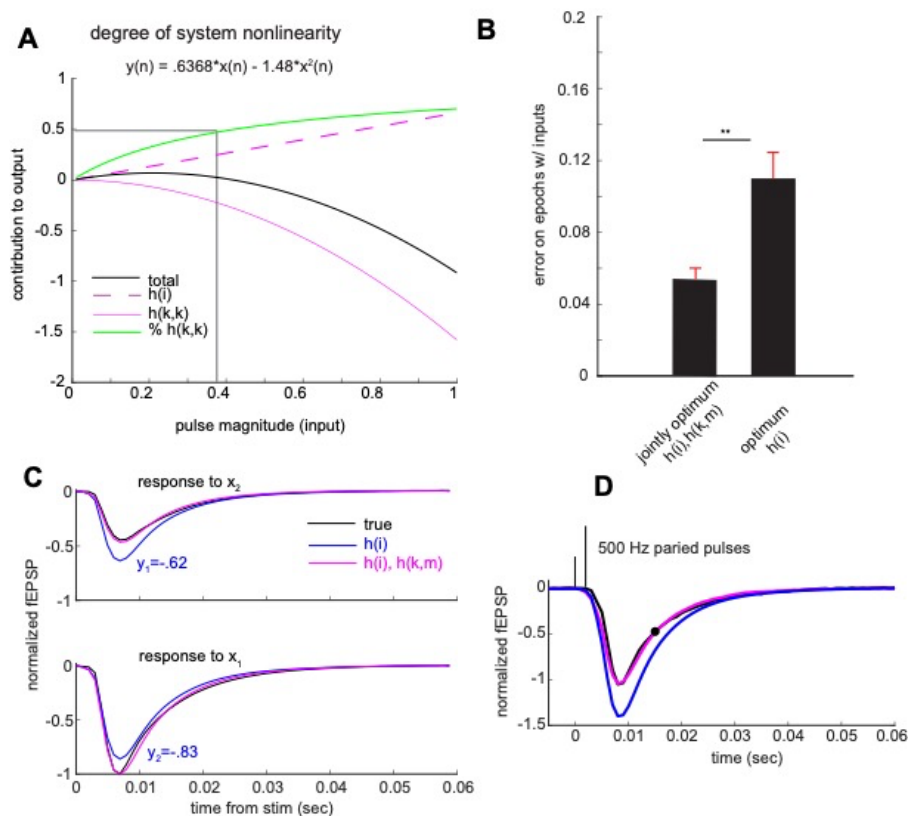 A
degree of system nonlinearity
y(n) = .6368*x(n) - 1.48*x²(n)
1
0.5
0
-0.5
-1
-1.5
-2
contirbution to output
total
h(i)
h(k,k)
% h(k,k)
0
0.2
0.4
0.6
0.8
1
pulse magnitude (input)
B
0.2
0.16
0.12
0.08
0.04
0
error on epochs w/ inputs
**
jointly optimum
h(i),h(k,m)
optimum
h(i)
C
response to x₂
0
-0.5
-1
true
h(i)
h(i), h(k,m)
y₁=-.62
normalized fEPSP
response to x₁
0
-0.5
-1
y₂=-.83
0
0.01
0.02
0.03
0.04
0.05
0.06
time from stim (sec)
D
500 Hz paried pulses
0
-0.5
-1
-1.5
normalized fEPSP
0
0.01
0.02
0.03
0.04
0.05
0.06
time (sec)